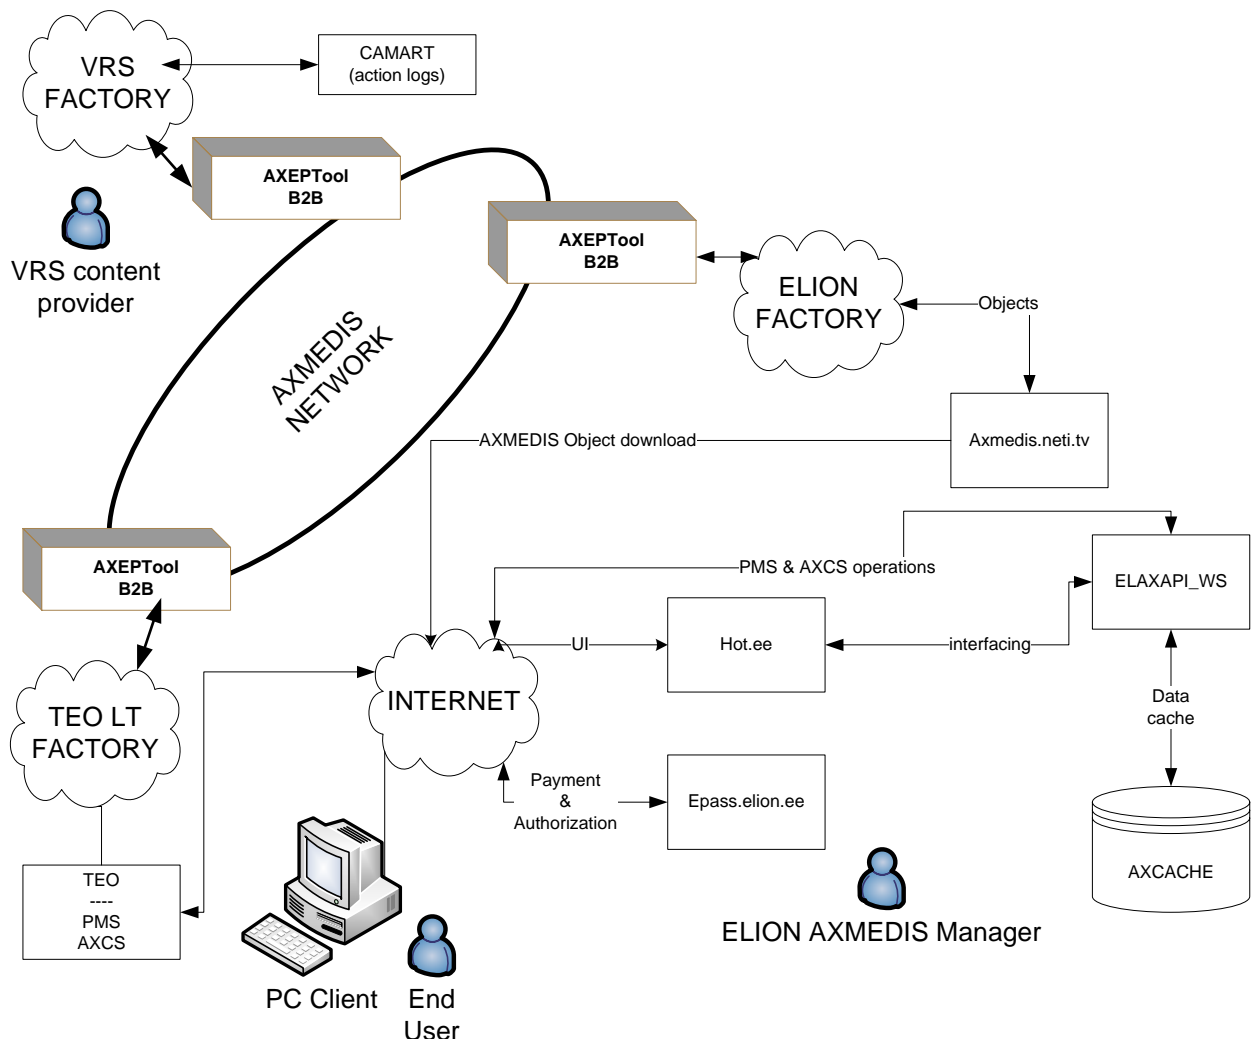 VRS
FACTORY
CAMART
(action logs)
AXEPTool
B2B
VRS content
provider
AXEPTool
B2B
ELION
FACTORY
Objects
AXMEDIS
NETWORK
AXMEDIS Object download
Axmedis.neti.tv
AXEPTool
B2B
PMS & AXCS operations
ELAXAPI_WS
UI
Hot.ee
interfacing
INTERNET
TEO LT
FACTORY
Data
cache
Payment
&
Authorization
Epass.elion.ee
AXCACHE
TEO
----
PMS
AXCS
ELION AXMEDIS Manager
PC Client
End
User